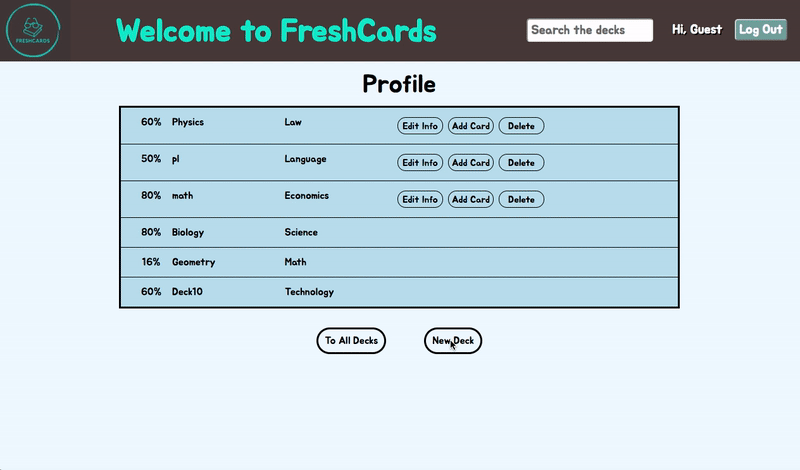 FRESHCARDS
Welcome to FreshCards
Search the decks
Hi, Guest
Log Out
Profile
60% Physics Law Edit Info Add Card Delete
50% pl Language Edit Info Add Card Delete
80% math Economics Edit Info Add Card Delete
80% Biology Science
16% Geometry Math
60% Deck10 Technology
To All Decks New Deck